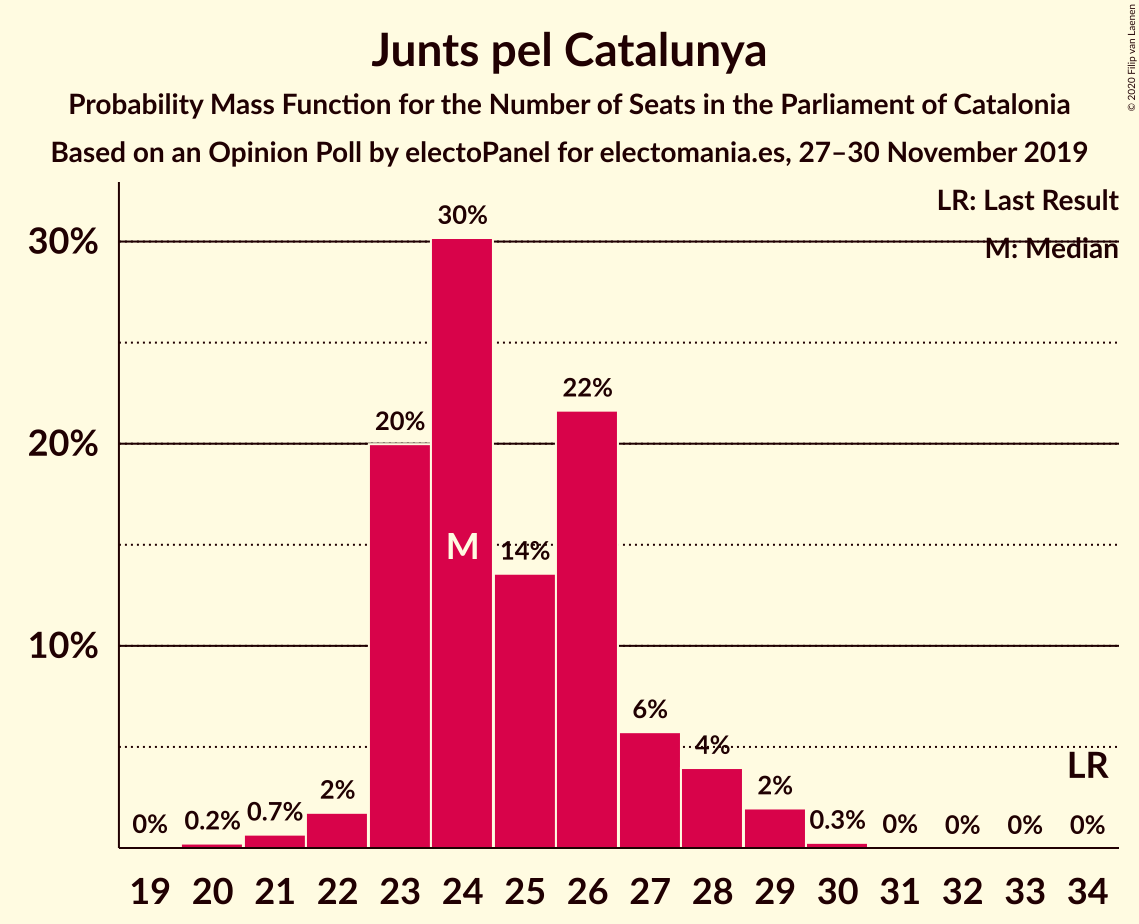 Junts pel Catalunya
Probability Mass Function for the Number of Seats in the Parliament of Catalonia
Based on an Opinion Poll by electoPanel for electomania.es, 27–30 November 2019
© 2020 Filip van Laenen
LR: Last Result
M: Median
30%
20%
10%
0% 0.2% 0.7% 2% 20% 30% 14% 22% 6% 4% 2% 0.3% 0% 0% 0% 0%
M
LR
19 20 21 22 23 24 25 26 27 28 29 30 31 32 33 34